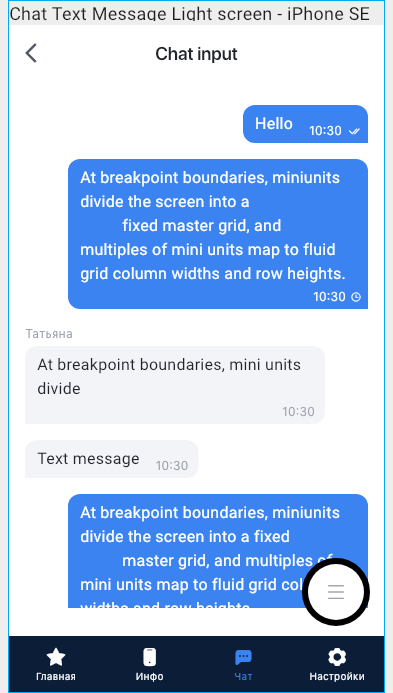 Chat Text Message Light screen - iPhone SE
Chat input
Hello
10:30
At breakpoint boundaries, miniunits
divide the screen into a
fixed master grid, and
multiples of mini units map to fluid
grid column widths and row heights.
10:30
Татьяна
At breakpoint boundaries, mini units
divide
10:30
Text message
10:30
At breakpoint boundaries, miniunits
divide the screen into a fixed
master grid, and multiples of
mini units map to fluid grid
widths and row heights.
Главная
Инфо
Чат
Настройки